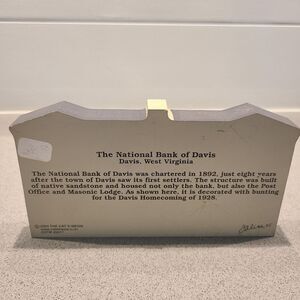 The National Bank of Davis
Davis, West Virginia
The National Bank of Davis was chartered in 1892, just eight years
after the town of Davis saw its first settlers. The structure was built
of native sandstone and housed not only the bank, but also the Post
Office and Masonic Lodge. As shown here, it is decorated with bunting
for the Davis Homecoming of 1928.
THE CAT'S MEOW